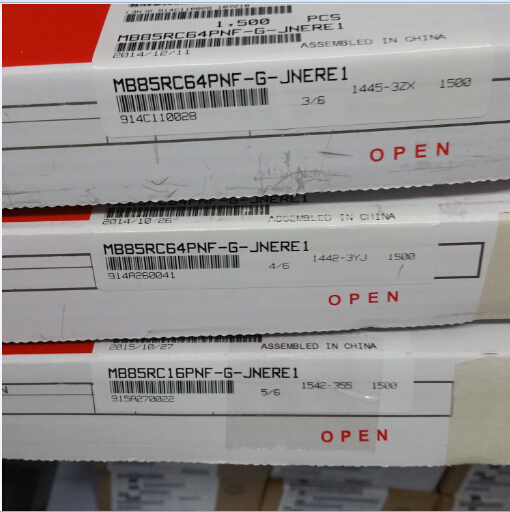 1,500 PCS
MB85RC64PNF-G-JNERE1
2014/12/11 ASSEMBLED IN CHINA
MB85RC64PNF-G-JNERE1
3/6 1445-3ZX 1500
914C110028
OPEN
2014/10/26 ASSEMBLED IN CHINA
MB85RC64PNF-G-JNERE1
4/6 1442-3YJ 1500
914A260041
OPEN
2015/10/27 ASSEMBLED IN CHINA
MB85RC16PNF-G-JNERE1
5/6 1542-355 1500
915A270022
OPEN